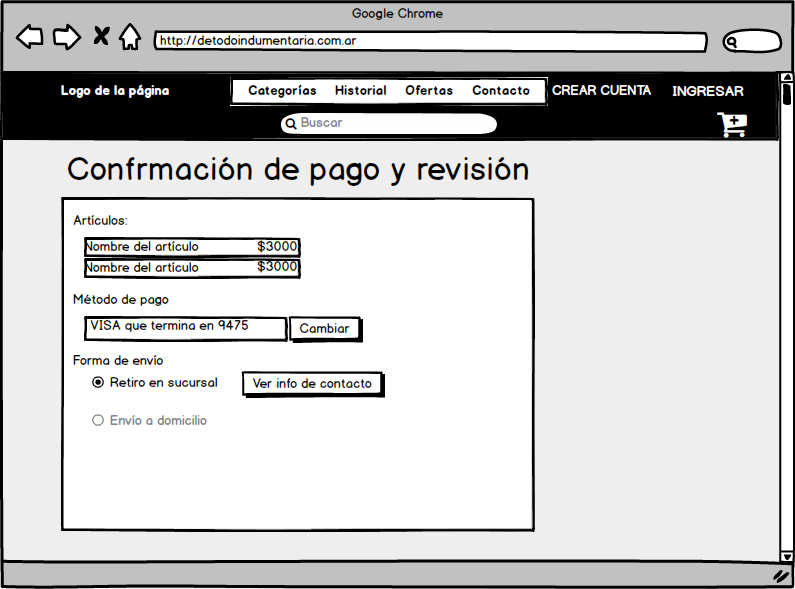 Google Chrome
http://detodoindumentaria.com.ar
Logo de la página Categorías Historial Ofertas Contacto CREAR CUENTA INGRESAR
Buscar
Confrmación de pago y revisión
Artículos:
Nombre del artículo $3000
Nombre del artículo $3000
Método de pago
VISA que termina en 9475 Cambiar
Forma de envío
Retiro en sucursal Ver info de contacto
Envío a domicilio